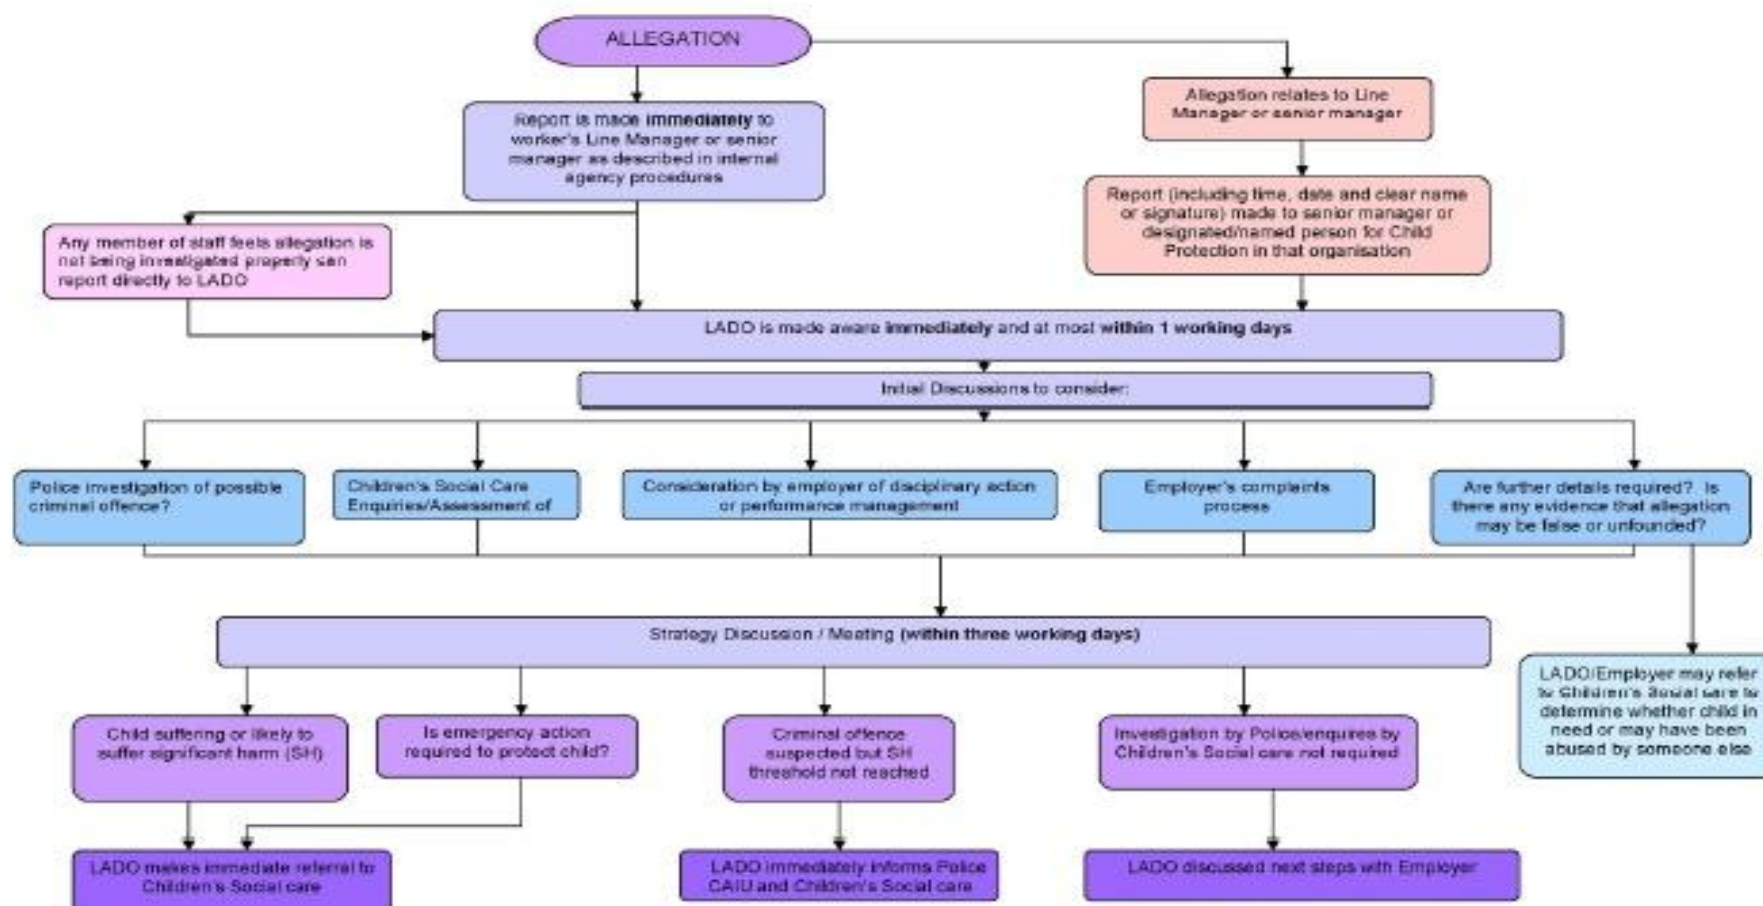 ALLEGATION
Report is made immediately to
worker's Line Manager or senior
manager as described in internal
agency procedures
Allegation relates to Line
Manager or senior manager
Report (including time, date and clear name
or signature) made to senior manager or
designated/named person for Child
Protection in that organisation
Any member of staff feels allegation is
not being investigated properly can
report directly to LADO
LADO is made aware immediately and at most within 1 working days
Initial Discussions to consider:
Police investigation of possible
criminal offence?
Children's Social Care
Enquiries/Assessment of
Consideration by employer of disciplinary action
or performance management
Employer's complaints
process
Are further details required? Is
there any evidence that allegation
may be false or unfounded?
Strategy Discussion / Meeting (within three working days)
LADO/Employer may refer
to Children's Social care to
determine whether child in
need or may have been
abused by someone else
Child suffering or likely to
suffer significant harm (SH)
Is emergency action
required to protect child?
Criminal offence
suspected but SH
threshold not reached
Investigation by Police/enquires by
Children's Social care not required
LADO makes immediate referral to
Children's Social care
LADO immediately informs Police
CAIU and Children's Social care
LADO discussed next steps with Employer